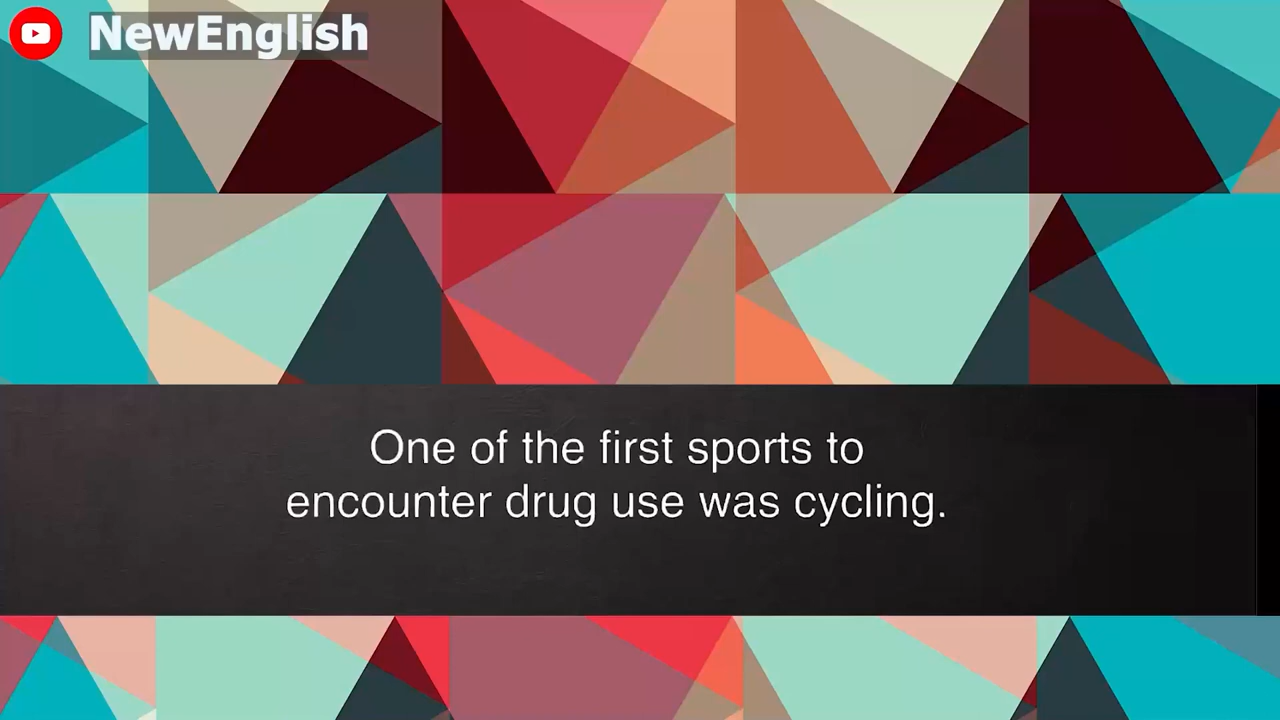 NewEnglish
One of the first sports to
encounter drug use was cycling.